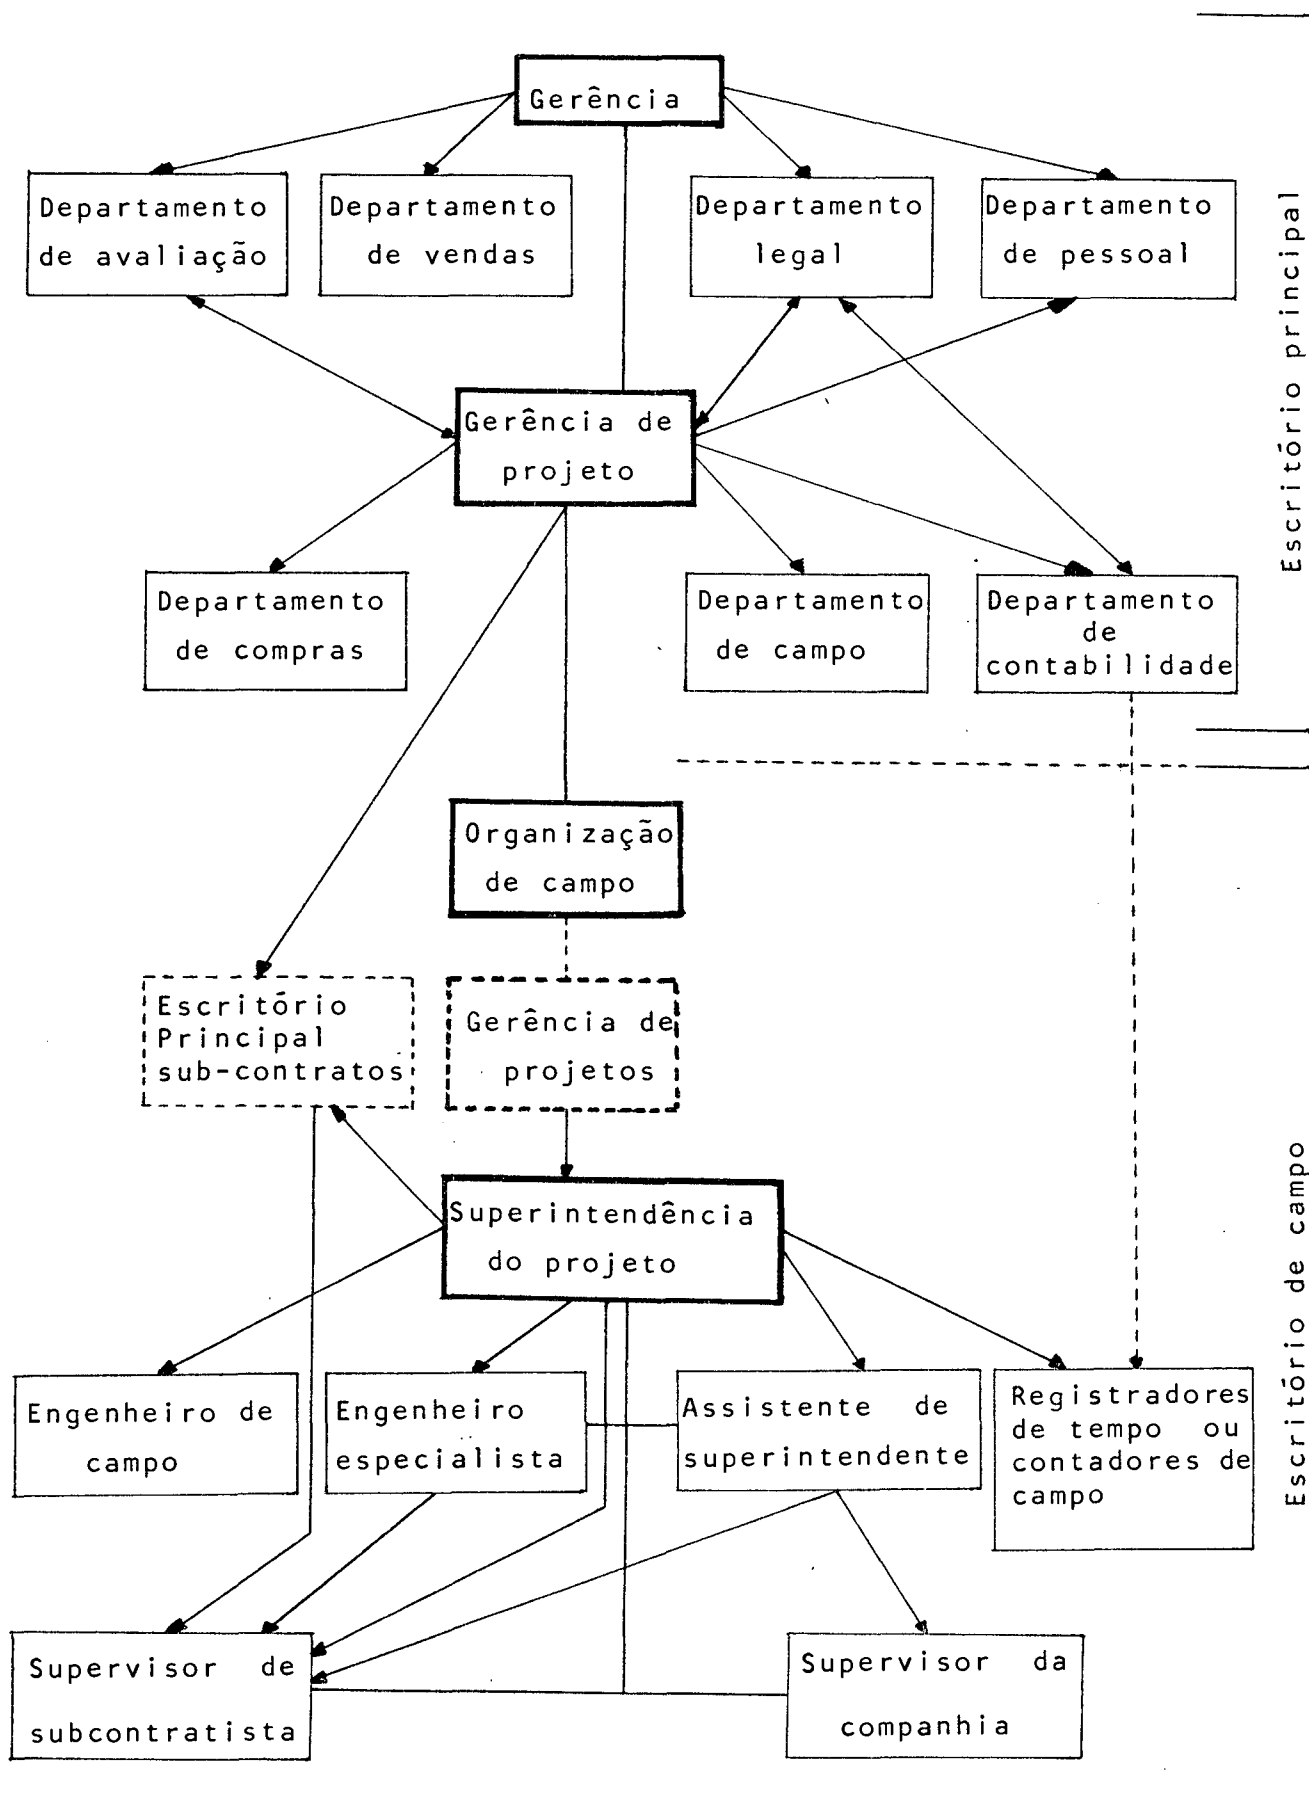 Gerência
Departamento
de avaliação
Departamento
de vendas
Departamento
legal
Departamento
de pessoal
Escritório principal
Gerência de
projeto
Departamento
de compras
Departamento
de campo
Departamento
de
contabilidade
Organização
de campo
Escritório
Principal
sub-contratos
Gerência de
projetos
Superintendência
do projeto
Escritório de campo
Engenheiro de
campo
Engenheiro
especialista
Assistente de
superintendente
Registradores
de tempo ou
contadores de
campo
Supervisor de
subcontratista
Supervisor da
companhia